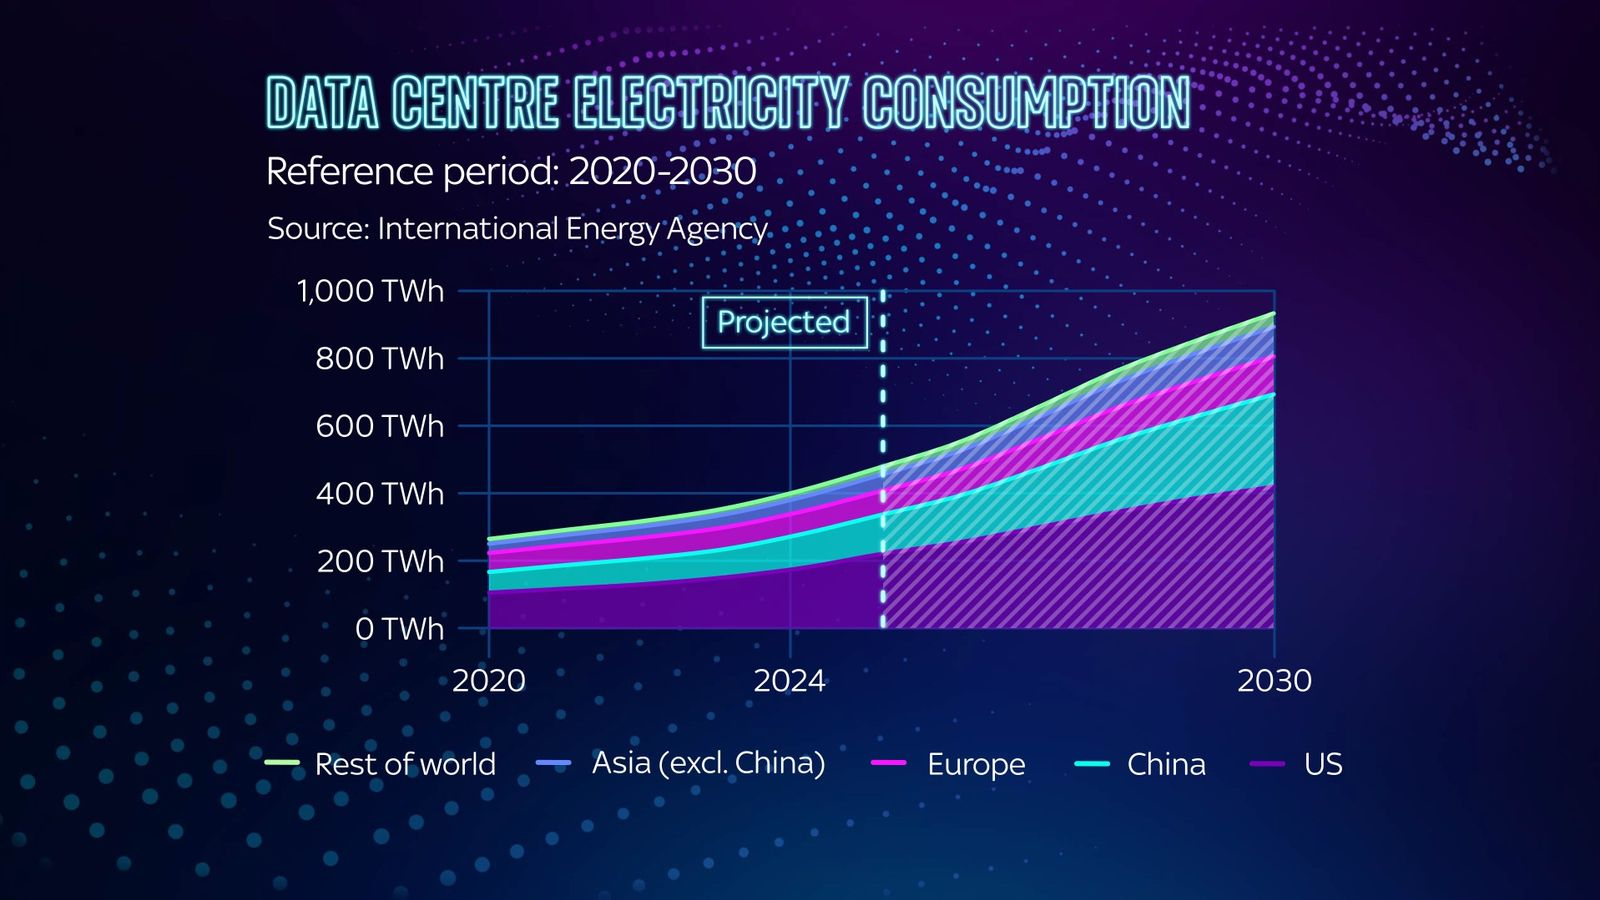 DATA CENTRE ELECTRICITY CONSUMPTION
Reference period: 2020-2030
Source: International Energy Agency
1,000 TWh
Projected
800 TWh
600 TWh
400 TWh
200 TWh
0 TWh
2020 2024 2030
Rest of world Asia (excl. China) Europe China US